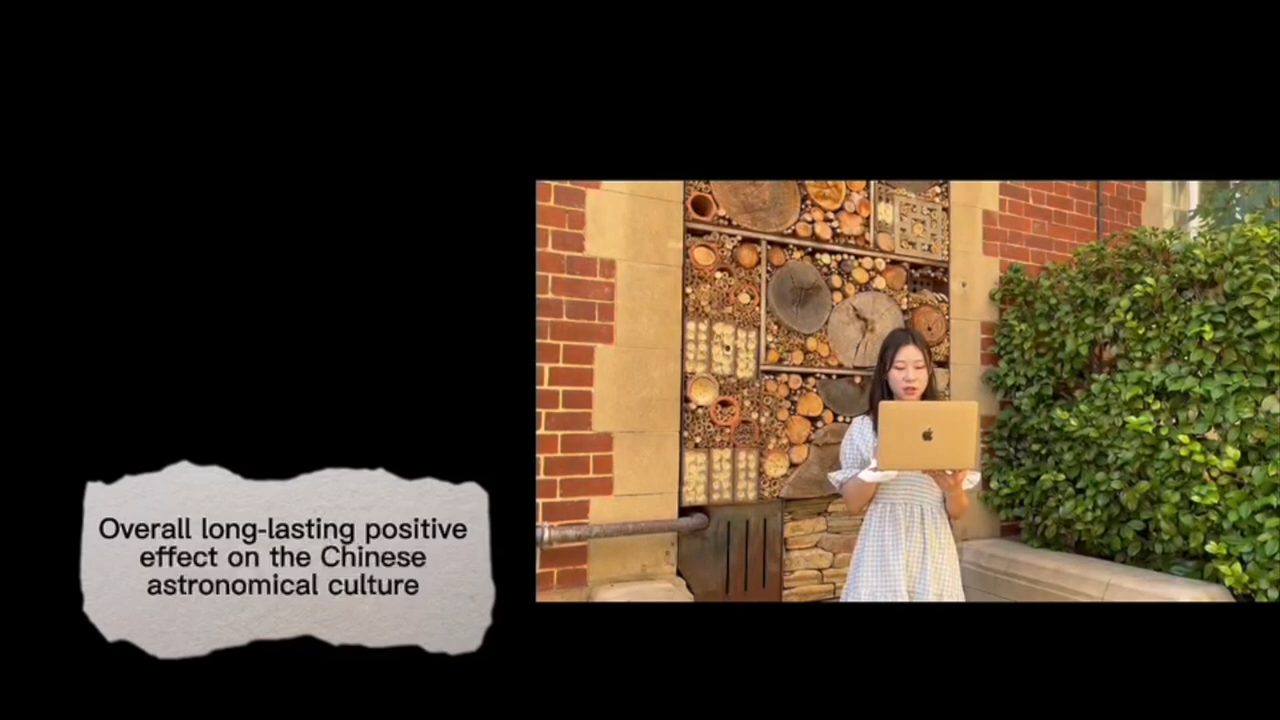 Overall long-lasting positive
effect on the Chinese
astronomical culture